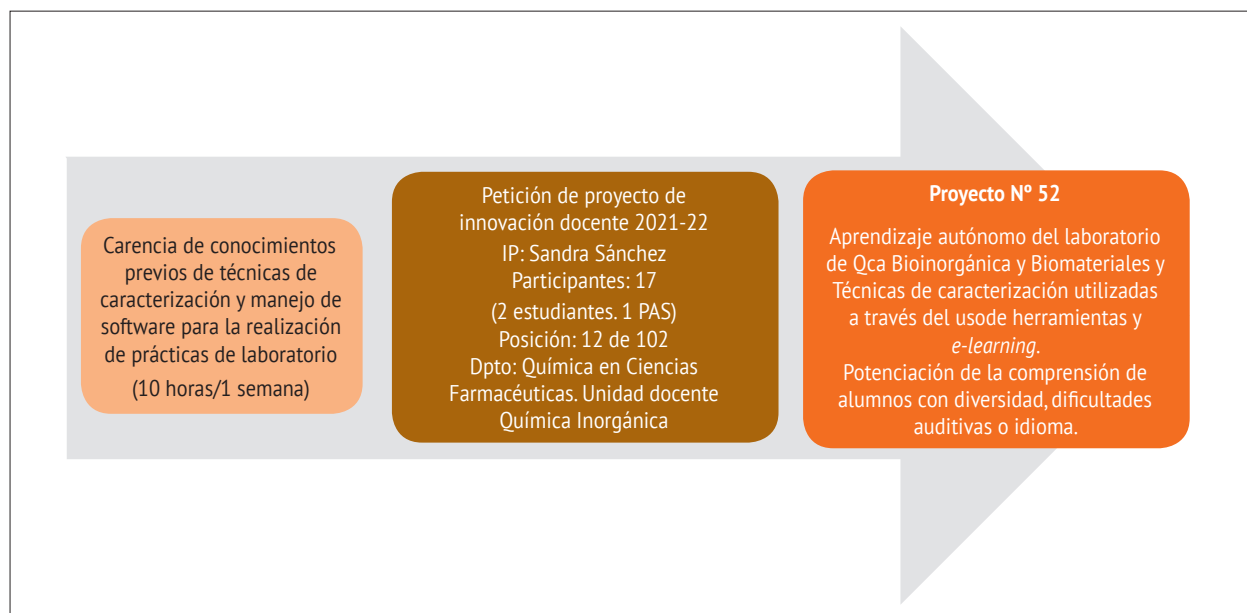 Carencia de conocimientos
previos de técnicas de
caracterización y manejo de
software para la realización
de prácticas de laboratorio
(10 horas/1 semana)
Petición de proyecto de
innovación docente 2021-22
IP: Sandra Sánchez
Participantes: 17
(2 estudiantes. 1 PAS)
Posición: 12 de 102
Dpto: Química en Ciencias
Farmacéuticas. Unidad docente
Química Inorgánica
Proyecto Nº 52
Aprendizaje autónomo del laboratorio
de Qca Bioinorgánica y Biomateriales y
Técnicas de caracterización utilizadas
a través del usode herramientas y
e-learning.
Potenciación de la comprensión de
alumnos con diversidad, dificultades
auditivas o idioma.